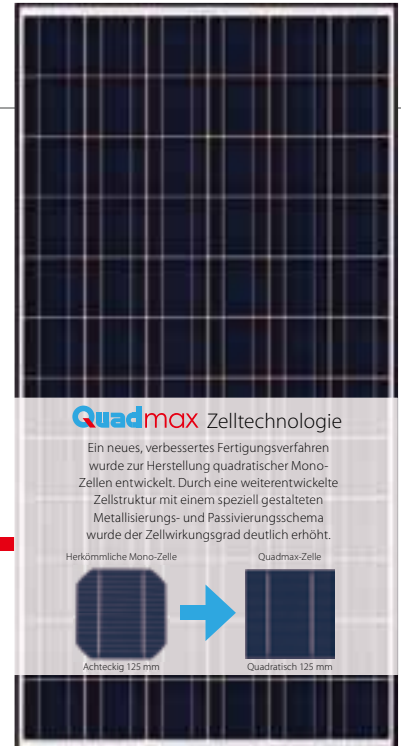 Quadmax Zelltechnologie
Ein neues, verbessertes Fertigungsverfahren
wurde zur Herstellung quadratischer Mono-
Zellen entwickelt. Durch eine weiterentwickelte
Zellstruktur mit einem speziell gestalteten
Metallisierungs- und Passivierungsschema
wurde der Zellwirkungsgrad deutlich erhöht.
Herkömmliche Mono-Zelle
Quadmax-Zelle
Achteckig 125 mm
Quadratisch 125 mm